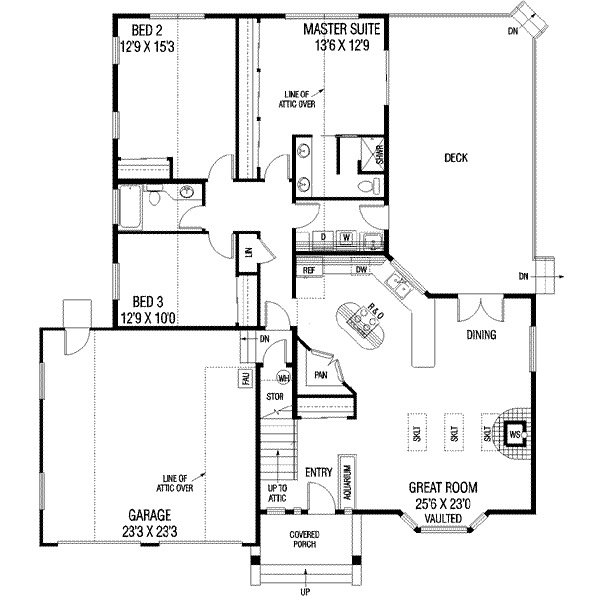 BED 2
12'9 X 15'3
MASTER SUITE
13'6 X 12'9
DN
LINE OF
ATTIC OVER
SHWR
DECK
D
W
LIN
REF
DW
DN
BED 3
12'9 X 10'0
R&O
DINING
DN
PAN
FAU
WH
STOR
SKLT
SKLT
SKLT
WS
LINE OF
ATTIC OVER
UP TO
ATTIC
ENTRY
AQUARIUM
GREAT ROOM
25'6 X 23'0
VAULTED
GARAGE
23'3 X 23'3
COVERED
PORCH
UP